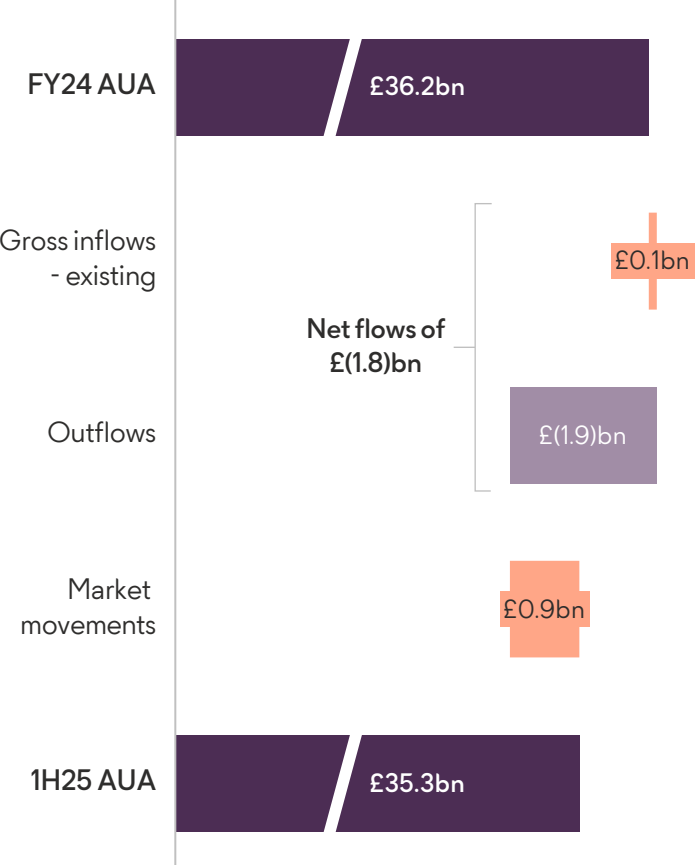 FY24 AUA
£36.2bn
Gross inflows
- existing
£0.1bn
Net flows of
£(1.8)bn
Outflows
£(1.9)bn
Market
movements
£0.9bn
1H25 AUA
£35.3bn